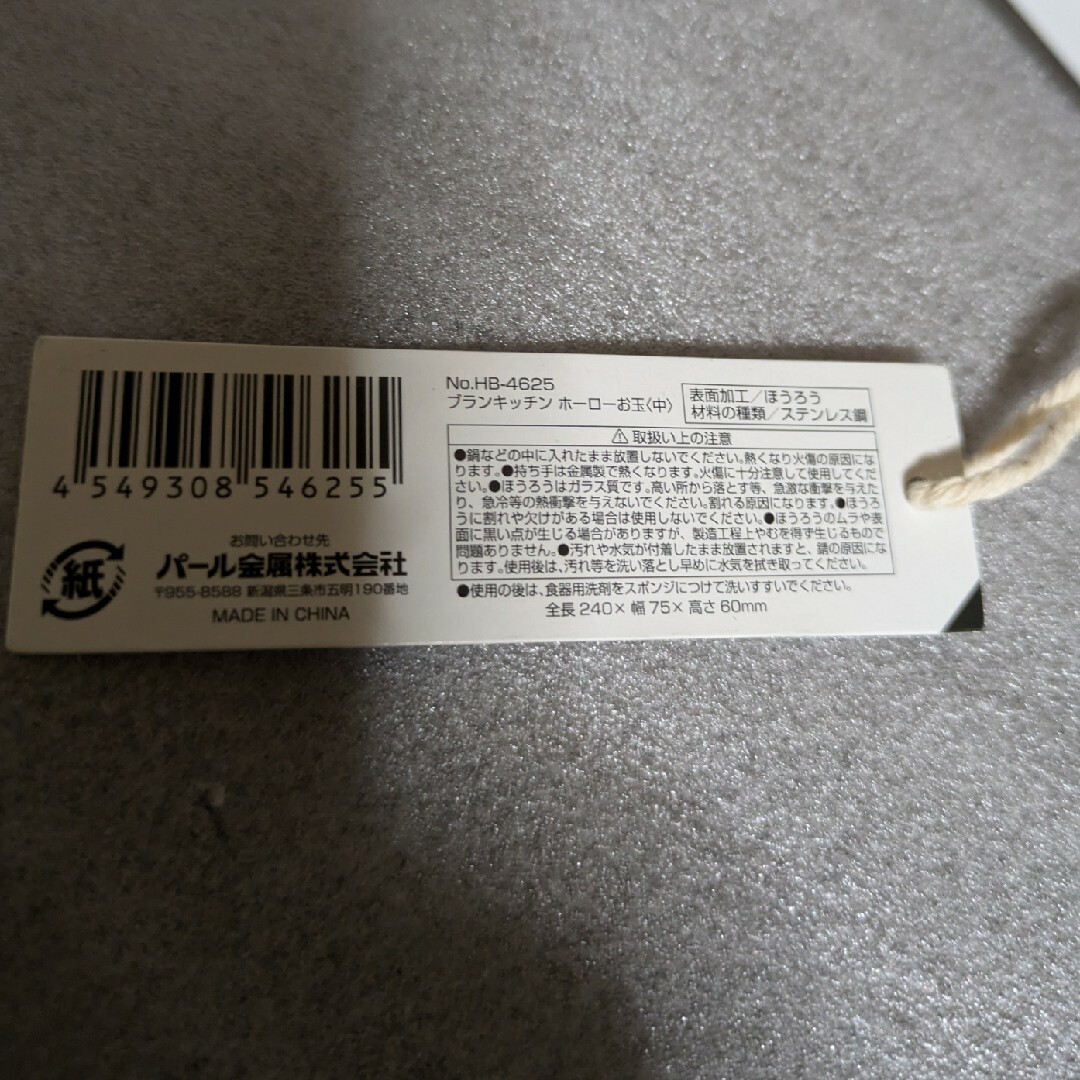 4 549308 546255
お問い合わせ先
紙
パール金属株式会社
〒955-8588 新潟県三条市五明190番地
MADE IN CHINA
No.HB-4625
ブランキッチン ホーローお玉〈中〉
表面加工/ほうろう
材料の種類/ステンレス鋼
⚠取扱い上の注意
●鍋などの中に入れたまま放置しないでください。熱くなり火傷の原因にな
ります。●持ち手は金属製で熱くなります。火傷に十分注意して使用してくだ
さい。●ほうろうはガラス質です。高い所から落とす等、急激な衝撃を与えた
り、急冷等の熱衝撃を与えないでください。割れる原因になります。●ほうろ
うに割れや欠けがある場合は使用しないでください。●ほうろうのムラや表
面に黒い点が生じる場合がありますが、製造工程上やむを得ず生じるもので
問題ありません。●汚れや水気が付着したまま放置されますと、錆の原因にな
ります。使用後は、汚れ等を洗い落とし早めに水気を拭き取ってください。
●使用の後は、食器用洗剤をスポンジにつけて洗いすすいでください。
全長240×幅75×高さ60mm